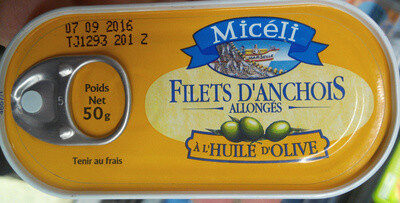 07 09 2016
TJ1293 201 Z
Micéli
Poids
Net
50g
FILETS D'ANCHOIS
ALLONGÉS
À L'HUILE D'OLIVE
Tenir au frais